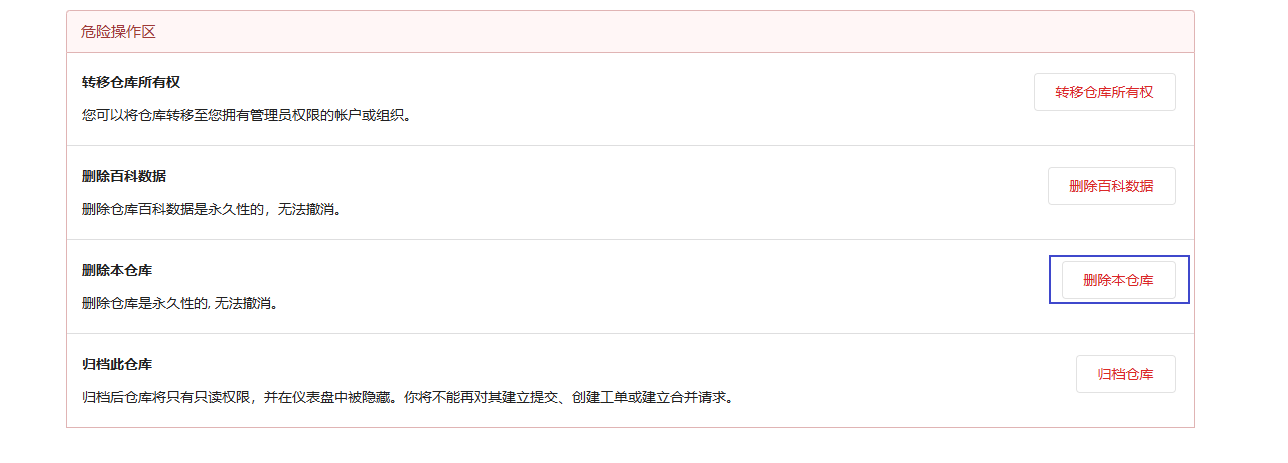 危险操作区
转移仓库所有权
转移仓库所有权
您可以将仓库转移至您拥有管理员权限的帐户或组织。
删除百科数据
删除百科数据
删除仓库百科数据是永久性的，无法撤消。
删除本仓库
删除本仓库
删除仓库是永久性的, 无法撤消。
归档此仓库
归档仓库
归档后仓库将只有只读权限，并在仪表盘中被隐藏。你将不能再对其建立提交、创建工单或建立合并请求。